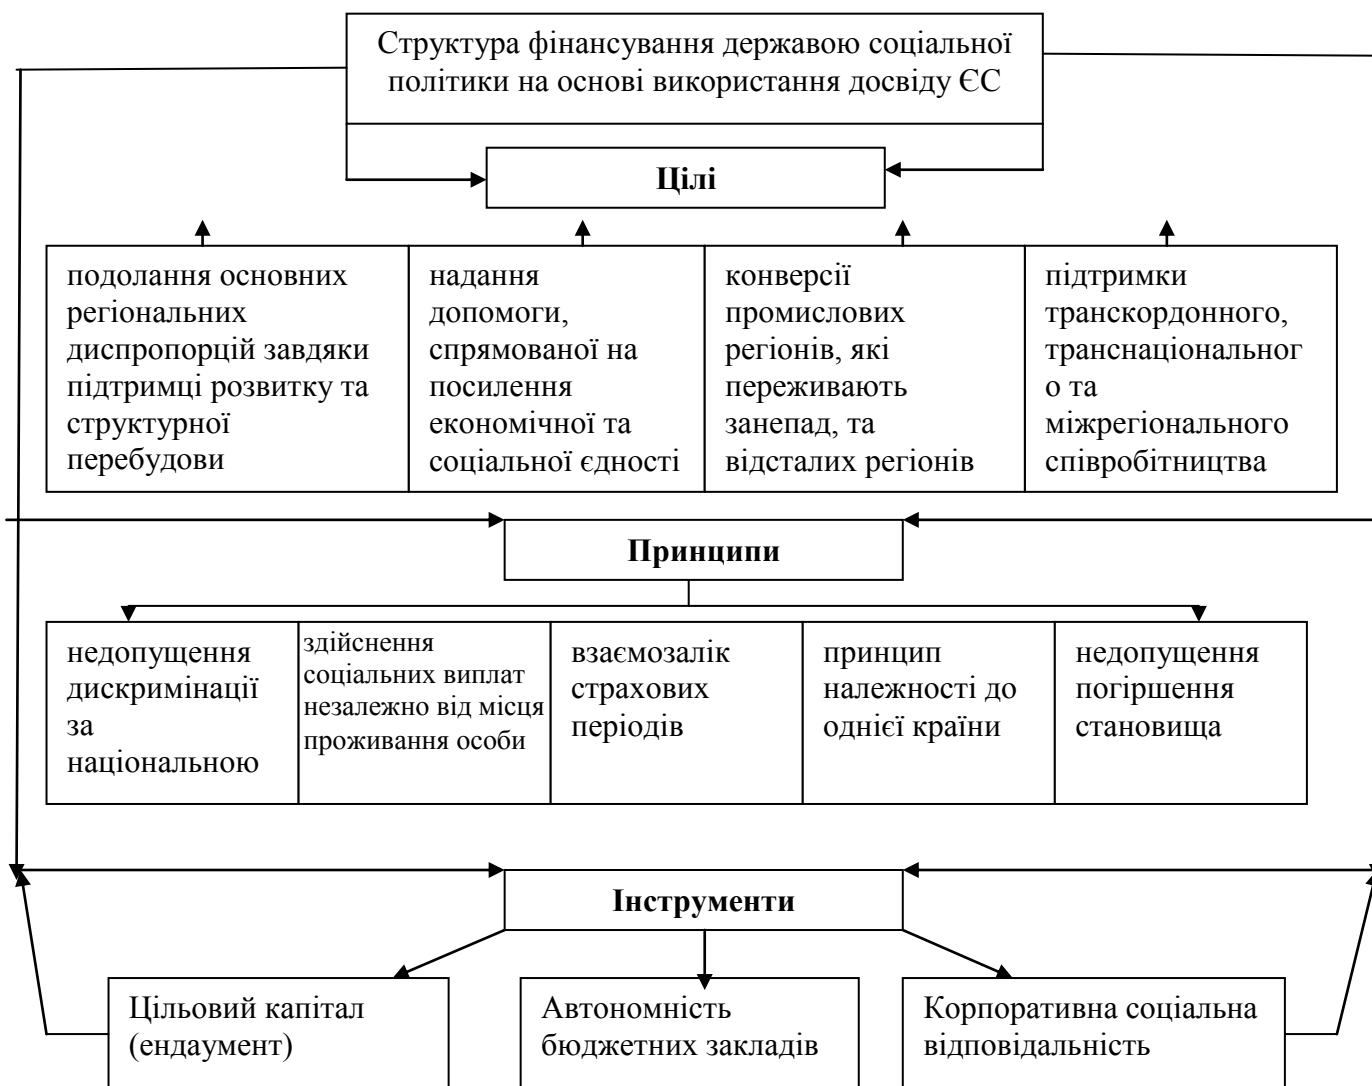 Структура фінансування державою соціальної
політики на основі використання досвіду ЄС
Цілі
подолання основних
регіональних
диспропорцій завдяки
підтримці розвитку та
структурної
перебудови
надання
допомоги,
спрямованої на
посилення
економічної та
соціальної єдності
конверсії
промислових
регіонів, які
переживають
занепад, та
відсталих регіонів
підтримки
транскордонного,
транснаціональног
о та
міжрегіонального
співробітництва
Принципи
недопущення
дискримінації
за
національною
здійснення
соціальних виплат
незалежно від місця
проживання особи
взаємозалік
страхових
періодів
принцип
належності до
однієї країни
недопущення
погіршення
становища
Інструменти
Цільовий капітал
(ендаумент)
Автономність
бюджетних закладів
Корпоративна соціальна
відповідальність